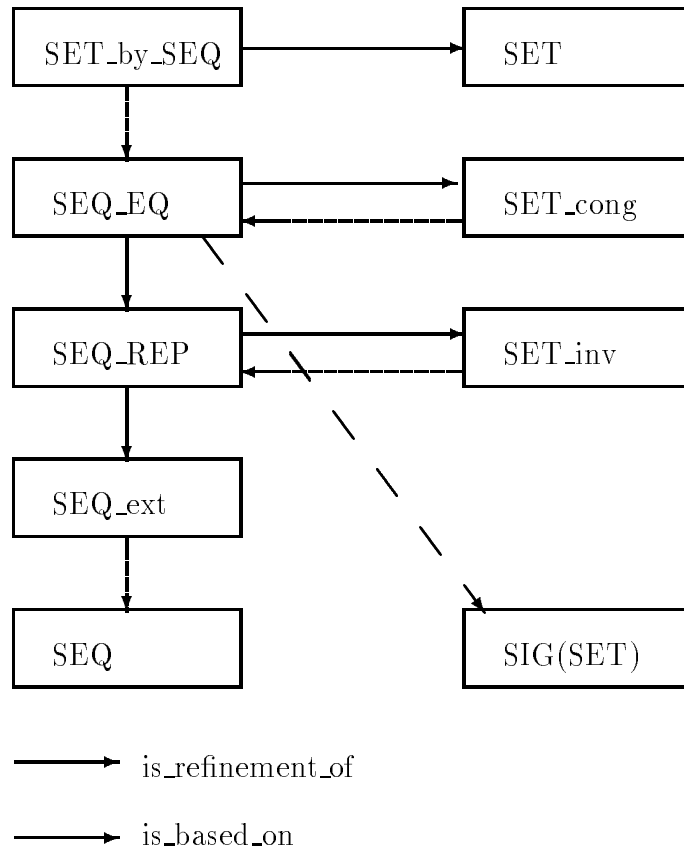 SET_by_SEQ
SET
SEQ_EQ
SET_cong
SEQ_REP
SET_inv
SEQ_ext
SEQ
SIG(SET)
is_refinement_of
is_based_on